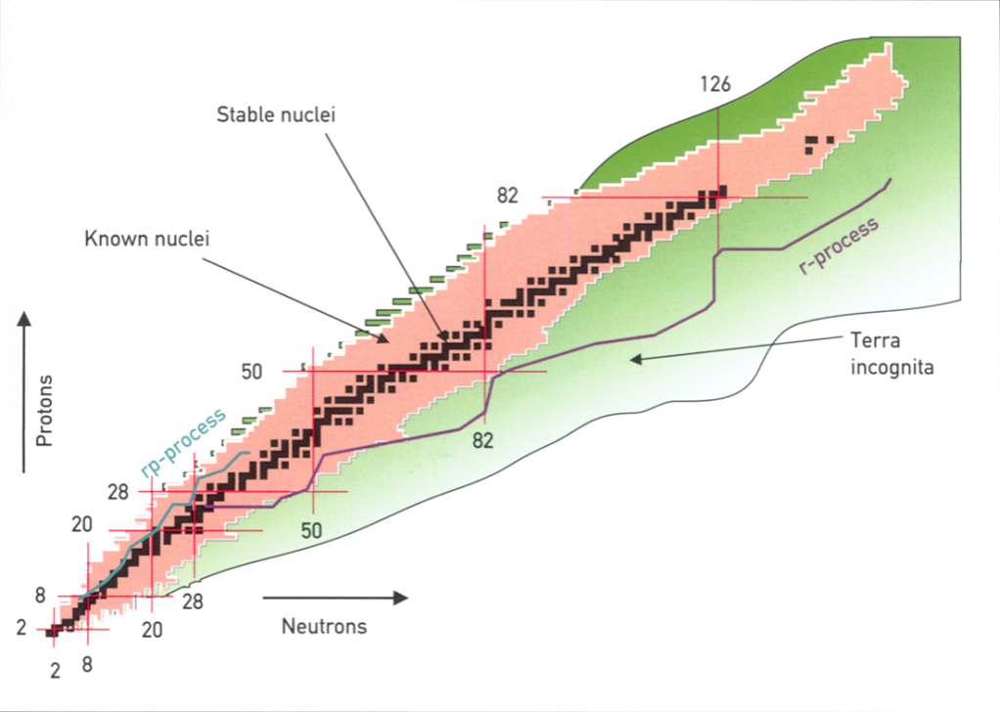 126
Stable nuclei
82
Known nuclei
r-process
Terra
incognita
50
Protons
rp-process
82
28
20
50
8
28
2
20
Neutrons
2
8